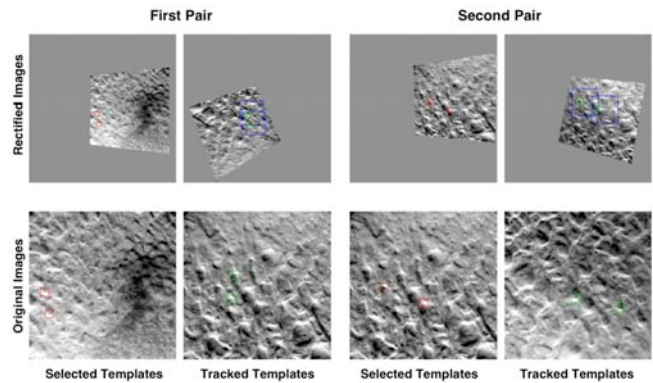 First Pair
Second Pair
Rectified Images
Original Images
Selected Templates
Tracked Templates
Selected Templates
Tracked Templates